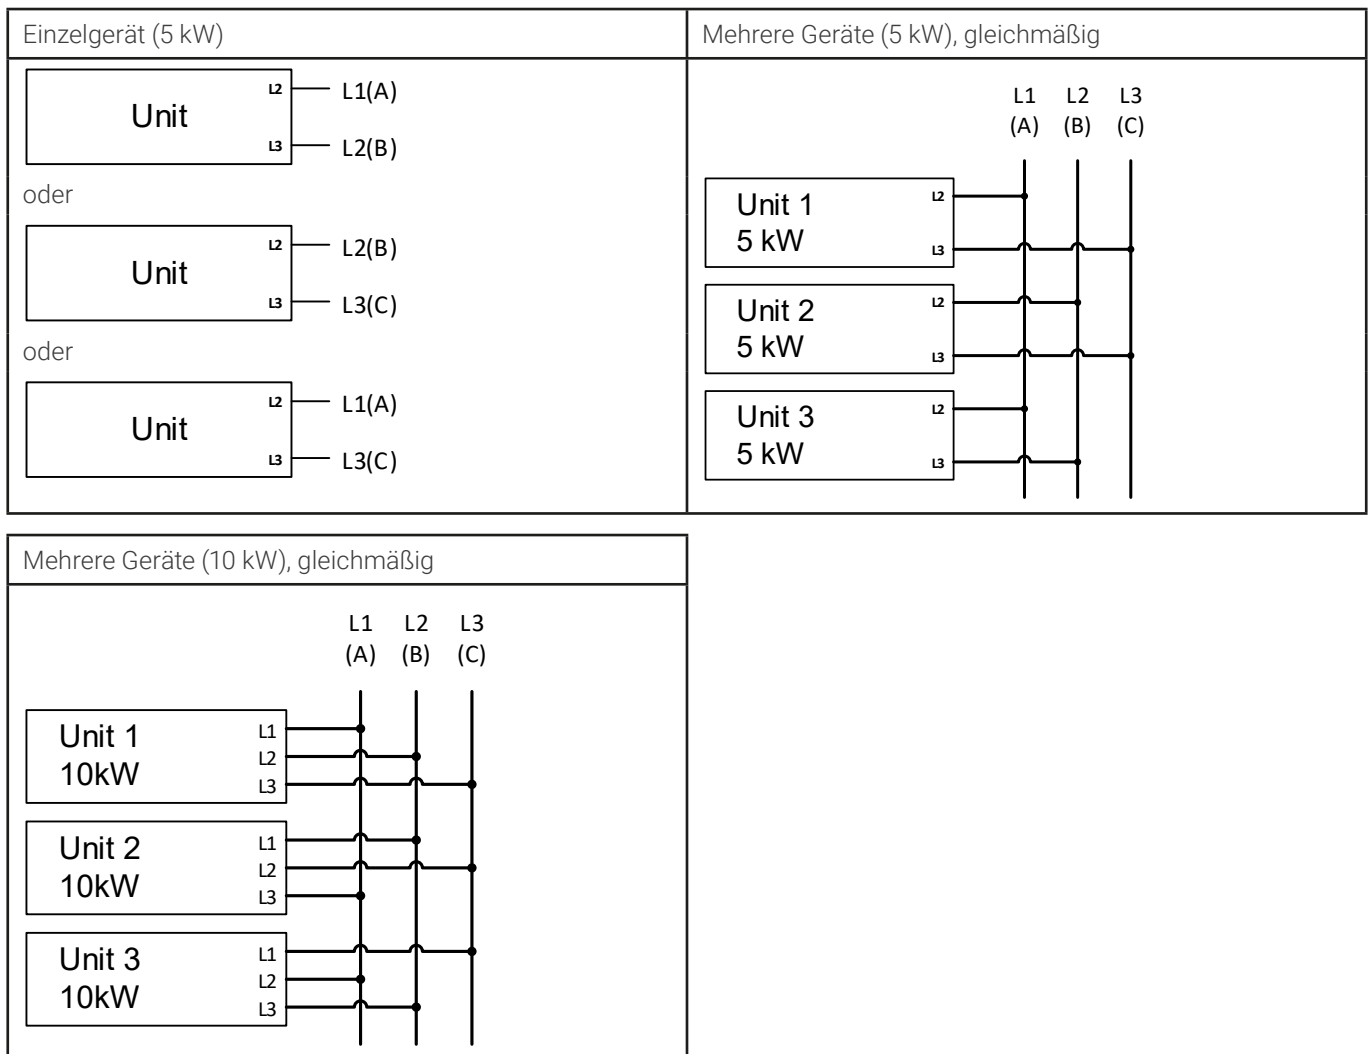 Einzelgerät (5 kW)
Unit
L2
L1(A)
L3
L2(B)
oder
Unit
L2
L2(B)
L3
L3(C)
oder
Unit
L2
L1(A)
L3
L3(C)
Mehrere Geräte (5 kW), gleichmäßig
L1 L2 L3
(A) (B) (C)
Unit 1
5 kW
L2
L3
Unit 2
5 kW
L2
L3
Unit 3
5 kW
L2
L3
Mehrere Geräte (10 kW), gleichmäßig
L1 L2 L3
(A) (B) (C)
Unit 1
10kW
L1
L2
L3
Unit 2
10kW
L1
L2
L3
Unit 3
10kW
L1
L2
L3